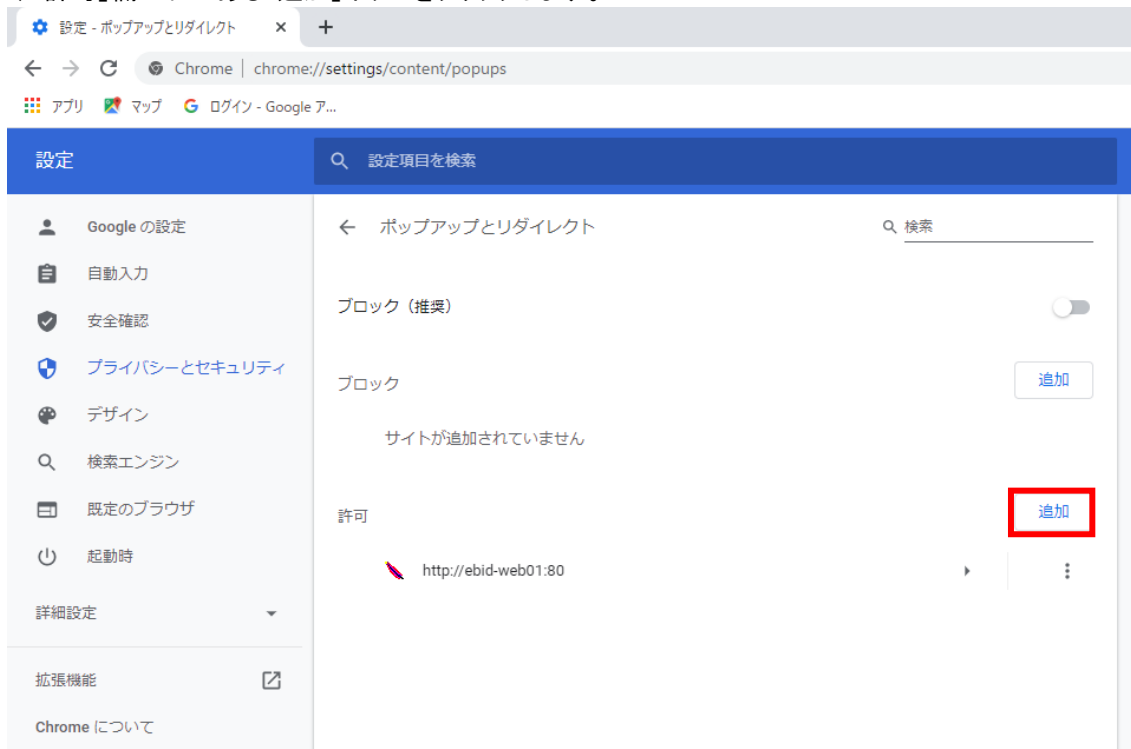 設定 - ポップアップとリダイレクト
Chrome | chrome://settings/content/popups
アプリ マップ ログイン - Google ア...
設定
設定項目を検索
Google の設定
自動入力
安全確認
プライバシーとセキュリティ
デザイン
検索エンジン
既定のブラウザ
起動時
詳細設定
拡張機能
Chrome について
ポップアップとリダイレクト
検索
ブロック（推奨）
ブロック
追加
サイトが追加されていません
許可
追加
http://ebid-web01:80